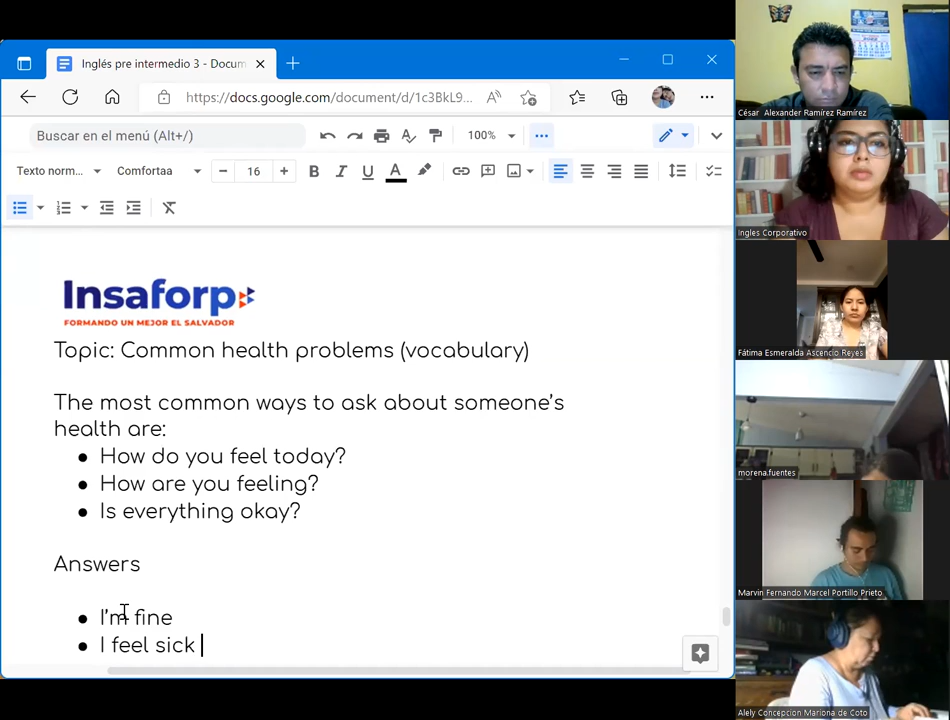 Inglés pre intermedio 3 - Docum
https://docs.google.com/document/d/1c3BkL9...
Buscar en el menú (Alt+/)
100%
Texto norm...
Comfortaa
16
Insaforp
FORMANDO UN MEJOR EL SALVADOR
Topic: Common health problems (vocabulary)
The most common ways to ask about someone's
health are:
How do you feel today?
How are you feeling?
Is everything okay?
Answers
I'm fine
I feel sick
César Alexander Ramírez Ramírez
Ingles Corporativo
Fátima Esmeralda Ascencio Reyes
morena.fuentes
Marvin Fernando Marcel Portillo Prieto
Alely Concepcion Mariona de Coto